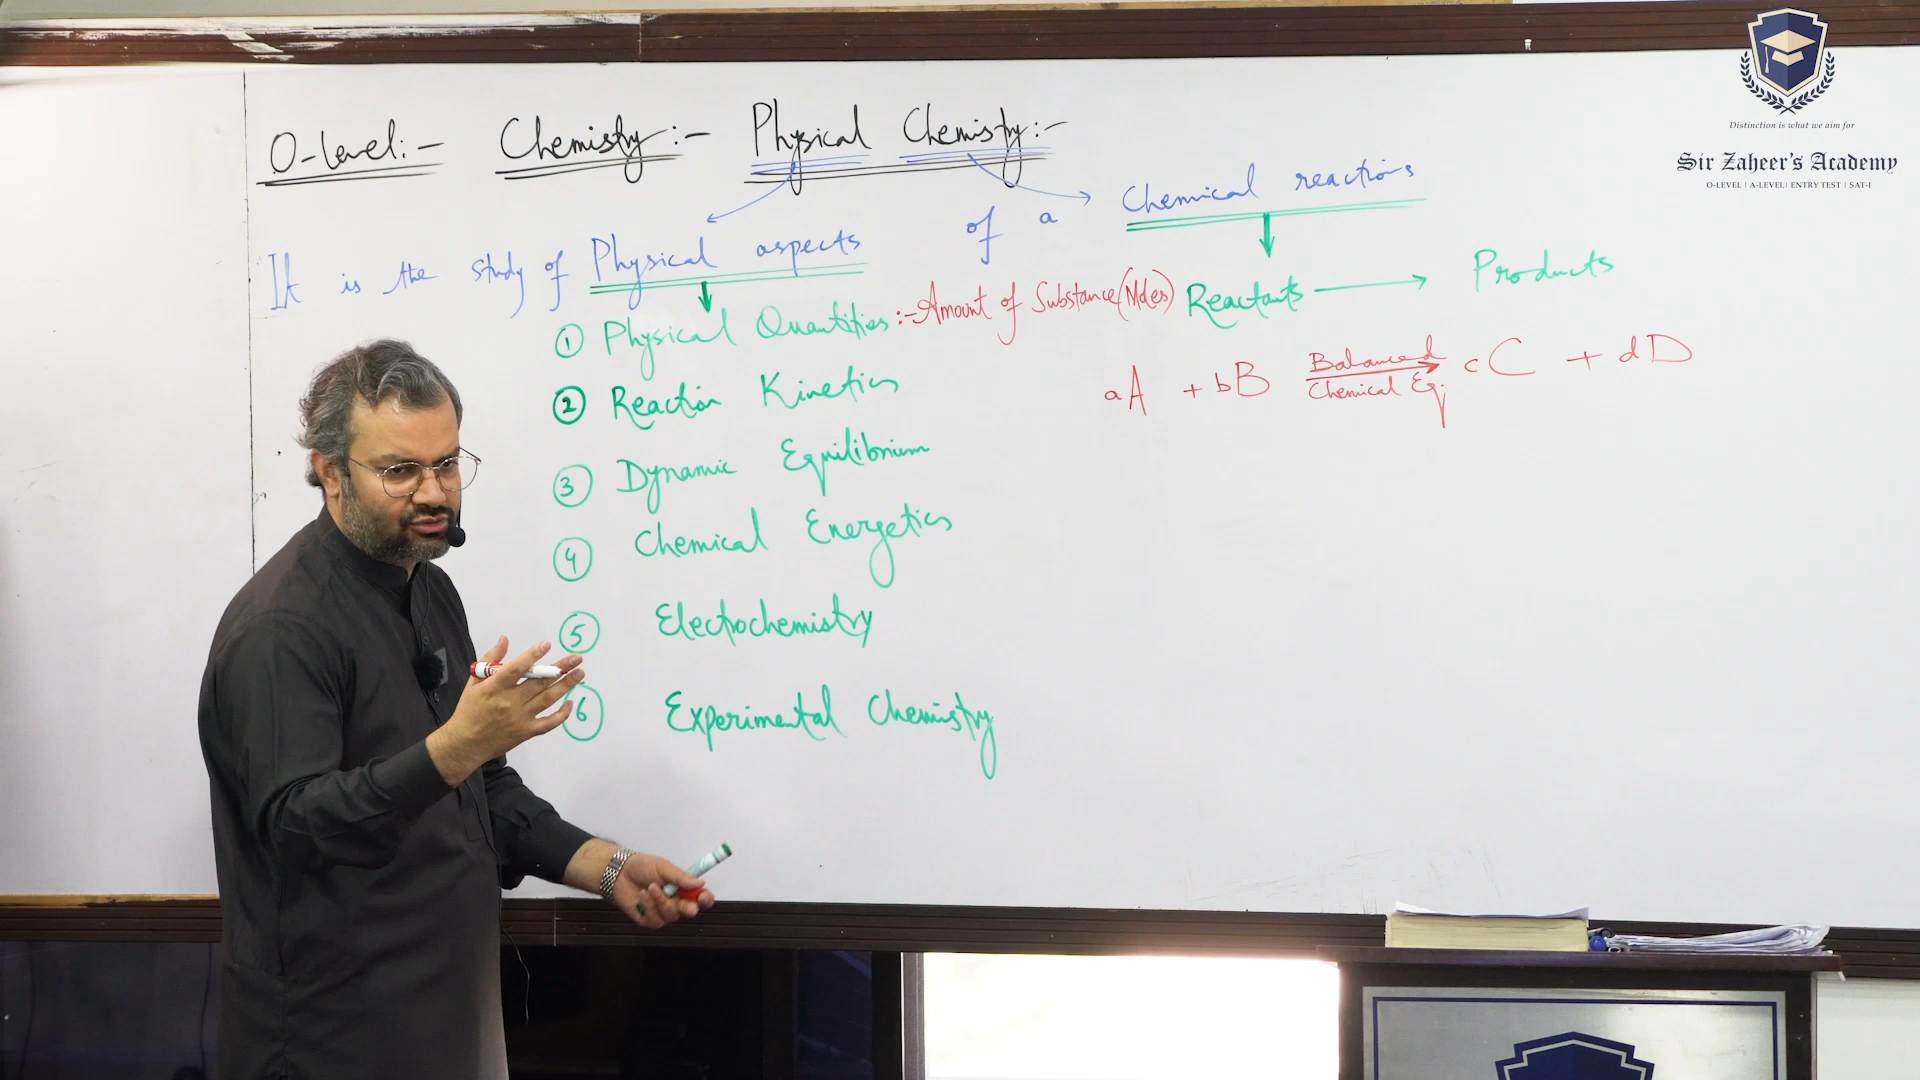 O-Level:- Chemistry:- Physical Chemistry:-
It is the study of Physical aspects of a Chemical reactions
① Physical Quantities:- Amount of Substance (Moles)
② Reaction Kinetics
③ Dynamic Equilibrium
④ Chemical Energetics
⑤ Electrochemistry
⑥ Experimental Chemistry
Reactants → Products
aA + bB Balanced Chemical Eq. → cC + dD
Distinction is what we aim for
Sir Zaheer's Academy
O-LEVEL | A-LEVEL | ENTRY TEST | SAT-I